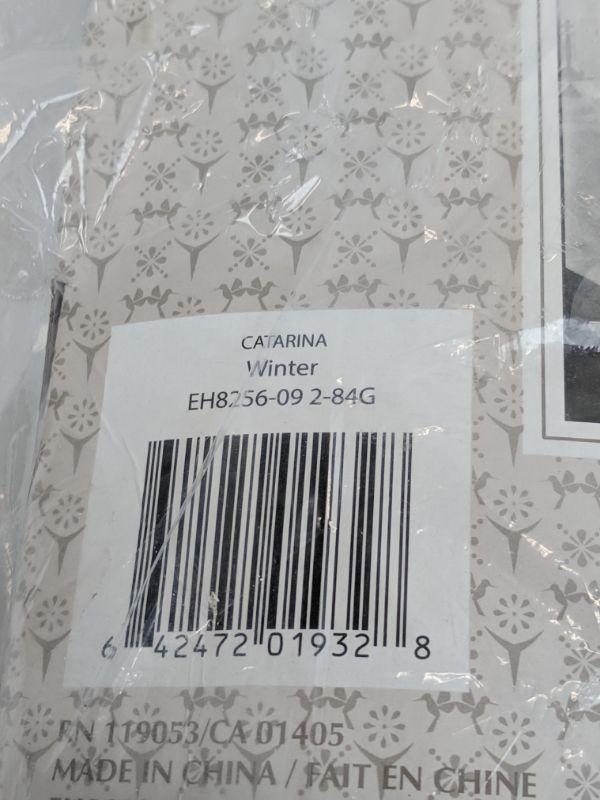 CATARINA
Winter
EH8256-09 2-84G
6 42472 01932 8
RN 119053/CA 01405
MADE IN CHINA / FAIT EN CHINE